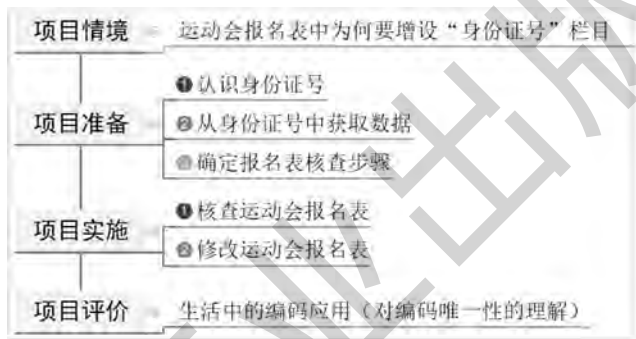 项目情境 运动会报名表中为何要增设“身份证号”栏目
项目准备
❶认识身份证号
❷从身份证号中获取数据
❸确定报名表核查步骤
项目实施
❶核查运动会报名表
❷修改运动会报名表
项目评价 生活中的编码应用（对编码唯一性的理解）